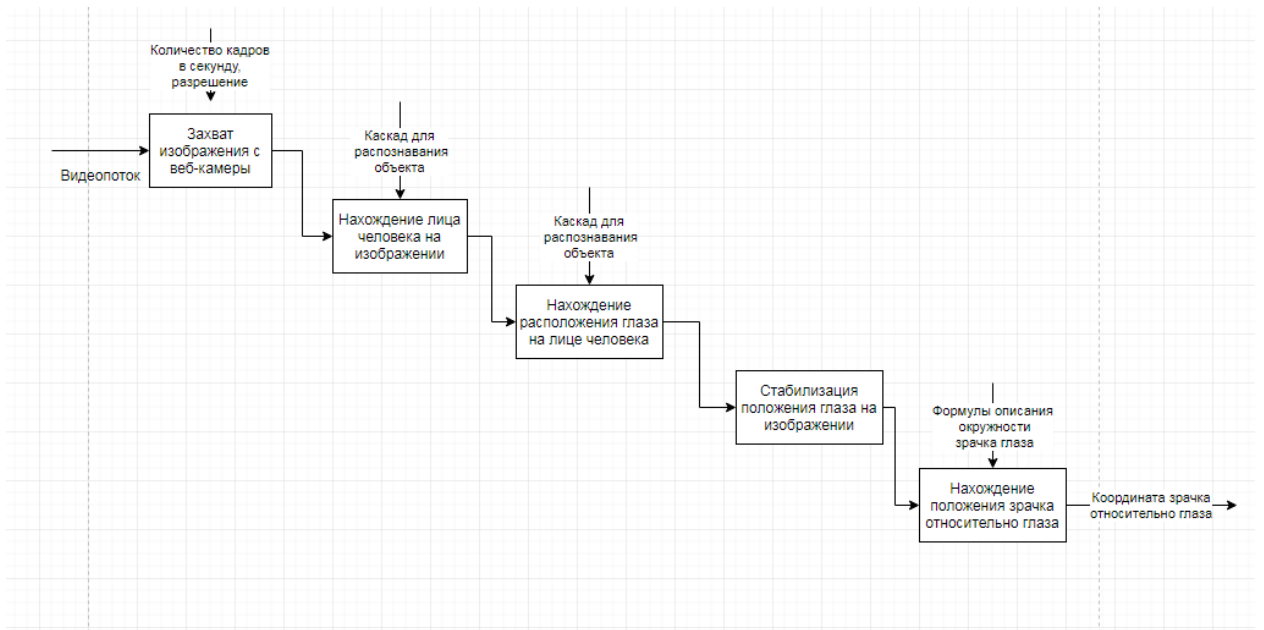 Количество кадров
в секунду,
разрешение
Захват
изображения с
веб-камеры
Видеопоток
Каскад для
распознавания
объекта
Нахождение лица
человека на
изображении
Каскад для
распознавания
объекта
Нахождение
расположения глаза
на лице человека
Стабилизация
положения глаза на
изображении
Формулы описания
окружности
зрачка глаза
Нахождение
положения зрачка
относительно глаза
Координата зрачка
относительно глаза